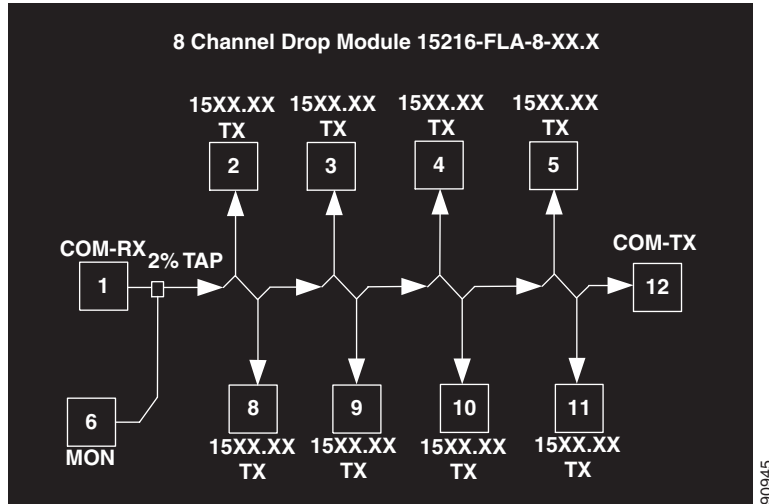 8 Channel Drop Module 15216-FLA-8-XX.X
15XX.XX 15XX.XX 15XX.XX 15XX.XX
TX TX TX TX
2 3 4 5
COM-RX 2% TAP COM-TX
1 12
6 8 9 10 11
MON 15XX.XX 15XX.XX 15XX.XX 15XX.XX
TX TX TX TX
90945